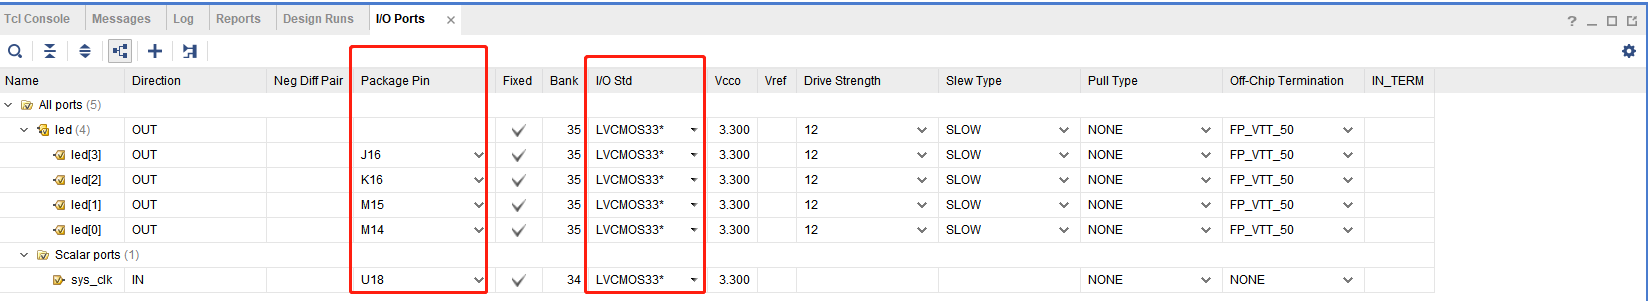 Tcl Console Messages Log Reports Design Runs I/O Ports × ? _
Name Direction Neg Diff Pair Package Pin Fixed Bank I/O Std Vcco Vref Drive Strength Slew Type Pull Type Off-Chip Termination IN_TERM
All ports (5)
led (4) OUT 35 LVCMOS33* 3.300 12 SLOW NONE FP_VTT_50
led[3] OUT J16 35 LVCMOS33* 3.300 12 SLOW NONE FP_VTT_50
led[2] OUT K16 35 LVCMOS33* 3.300 12 SLOW NONE FP_VTT_50
led[1] OUT M15 35 LVCMOS33* 3.300 12 SLOW NONE FP_VTT_50
led[0] OUT M14 35 LVCMOS33* 3.300 12 SLOW NONE FP_VTT_50
Scalar ports (1)
sys_clk IN U18 34 LVCMOS33* 3.300 NONE NONE